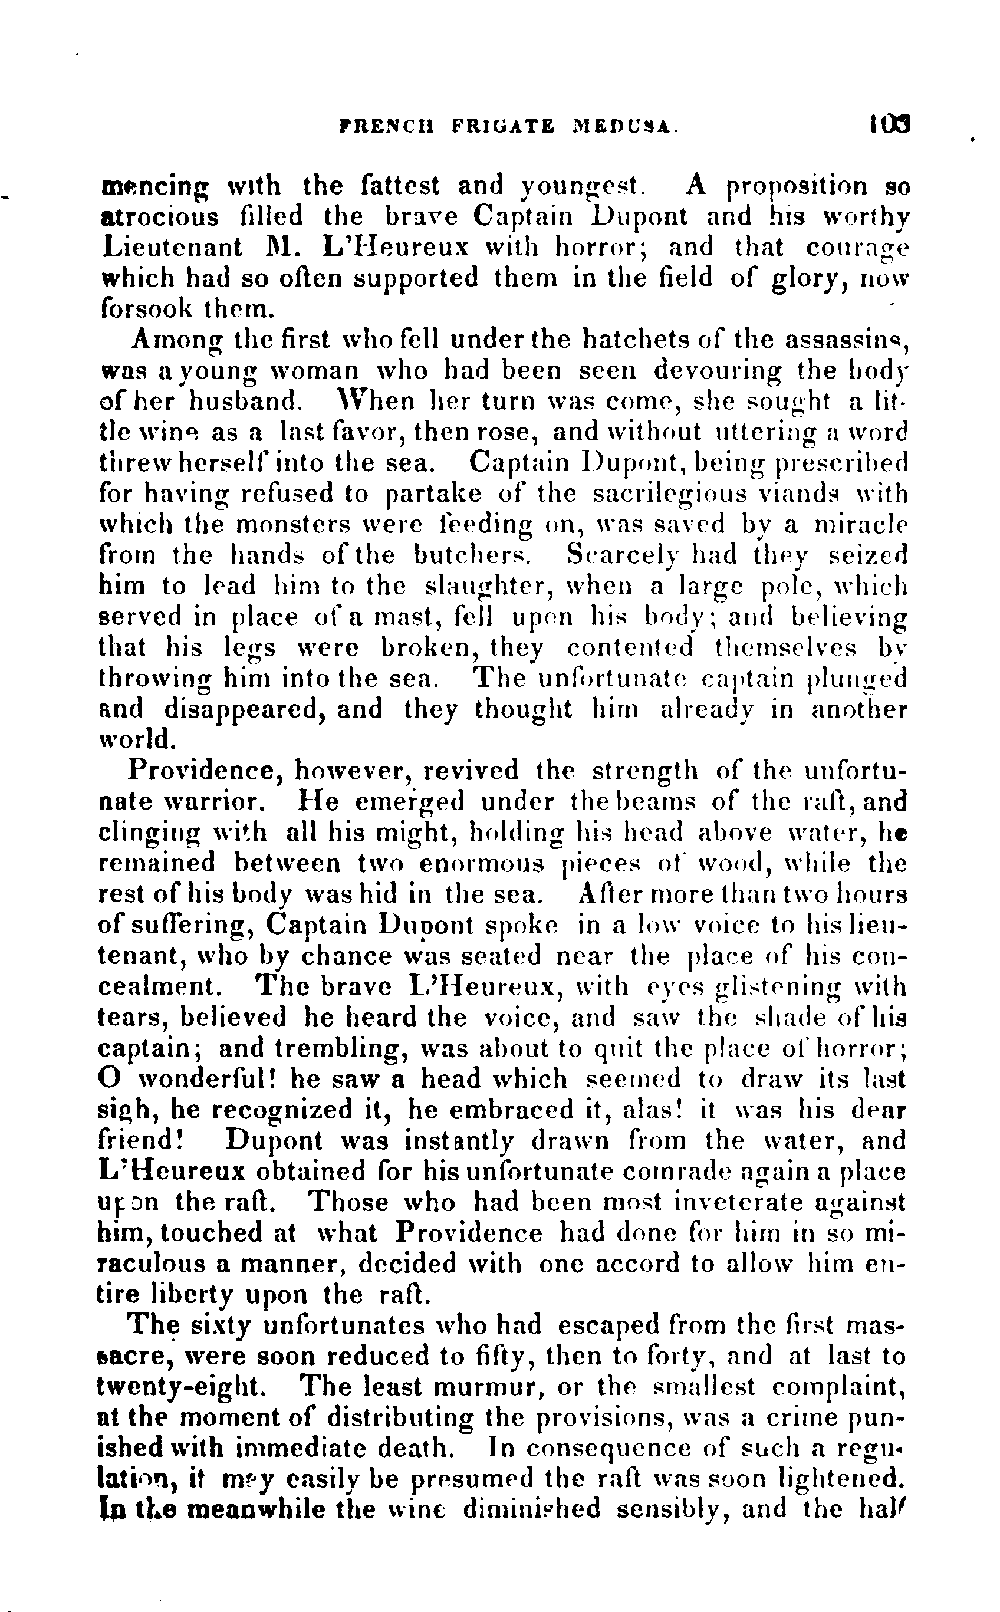 FRENCH FRIGATE MEDUSA. 103
mencing with the fattest and youngest. A proposition so
atrocious filled the brave Captain Dupont and his worthy
Lieutenant M. L'Heureux with horror; and that courage
which had so often supported them in the field of glory, now
forsook them.
Among the first who fell under the hatchets of the assassins,
was a young woman who had been seen devouring the body
of her husband. When her turn was come, she sought a lit-
tle wine as a last favor, then rose, and without uttering a word
threw herself into the sea. Captain Dupont, being prescribed
for having refused to partake of the sacrilegious viands with
which the monsters were feeding on, was saved by a miracle
from the hands of the butchers. Scarcely had they seized
him to lead him to the slaughter, when a large pole, which
served in place of a mast, fell upon his body; and believing
that his legs were broken, they contented themselves by
throwing him into the sea. The unfortunate captain plunged
and disappeared, and they thought him already in another
world.
Providence, however, revived the strength of the unfortu-
nate warrior. He emerged under the beams of the raft, and
clinging with all his might, holding his head above water, he
remained between two enormous pieces of wood, while the
rest of his body was hid in the sea. After more than two hours
of suffering, Captain Dupont spoke in a low voice to his lieu-
tenant, who by chance was seated near the place of his con-
cealment. The brave L'Heureux, with eyes glistening with
tears, believed he heard the voice, and saw the shade of his
captain; and trembling, was about to quit the place of horror;
O wonderful! he saw a head which seemed to draw its last
sigh, he recognized it, he embraced it, alas! it was his dear
friend! Dupont was instantly drawn from the water, and
L'Heureux obtained for his unfortunate comrade again a place
upon the raft. Those who had been most inveterate against
him, touched at what Providence had done for him in so mi-
raculous a manner, decided with one accord to allow him en-
tire liberty upon the raft.
The sixty unfortunates who had escaped from the first mas-
sacre, were soon reduced to fifty, then to forty, and at last to
twenty-eight. The least murmur, or the smallest complaint,
at the moment of distributing the provisions, was a crime pun-
ished with immediate death. In consequence of such a regu-
lation, it may easily be presumed the raft was soon lightened.
In the meanwhile the wine diminished sensibly, and the half